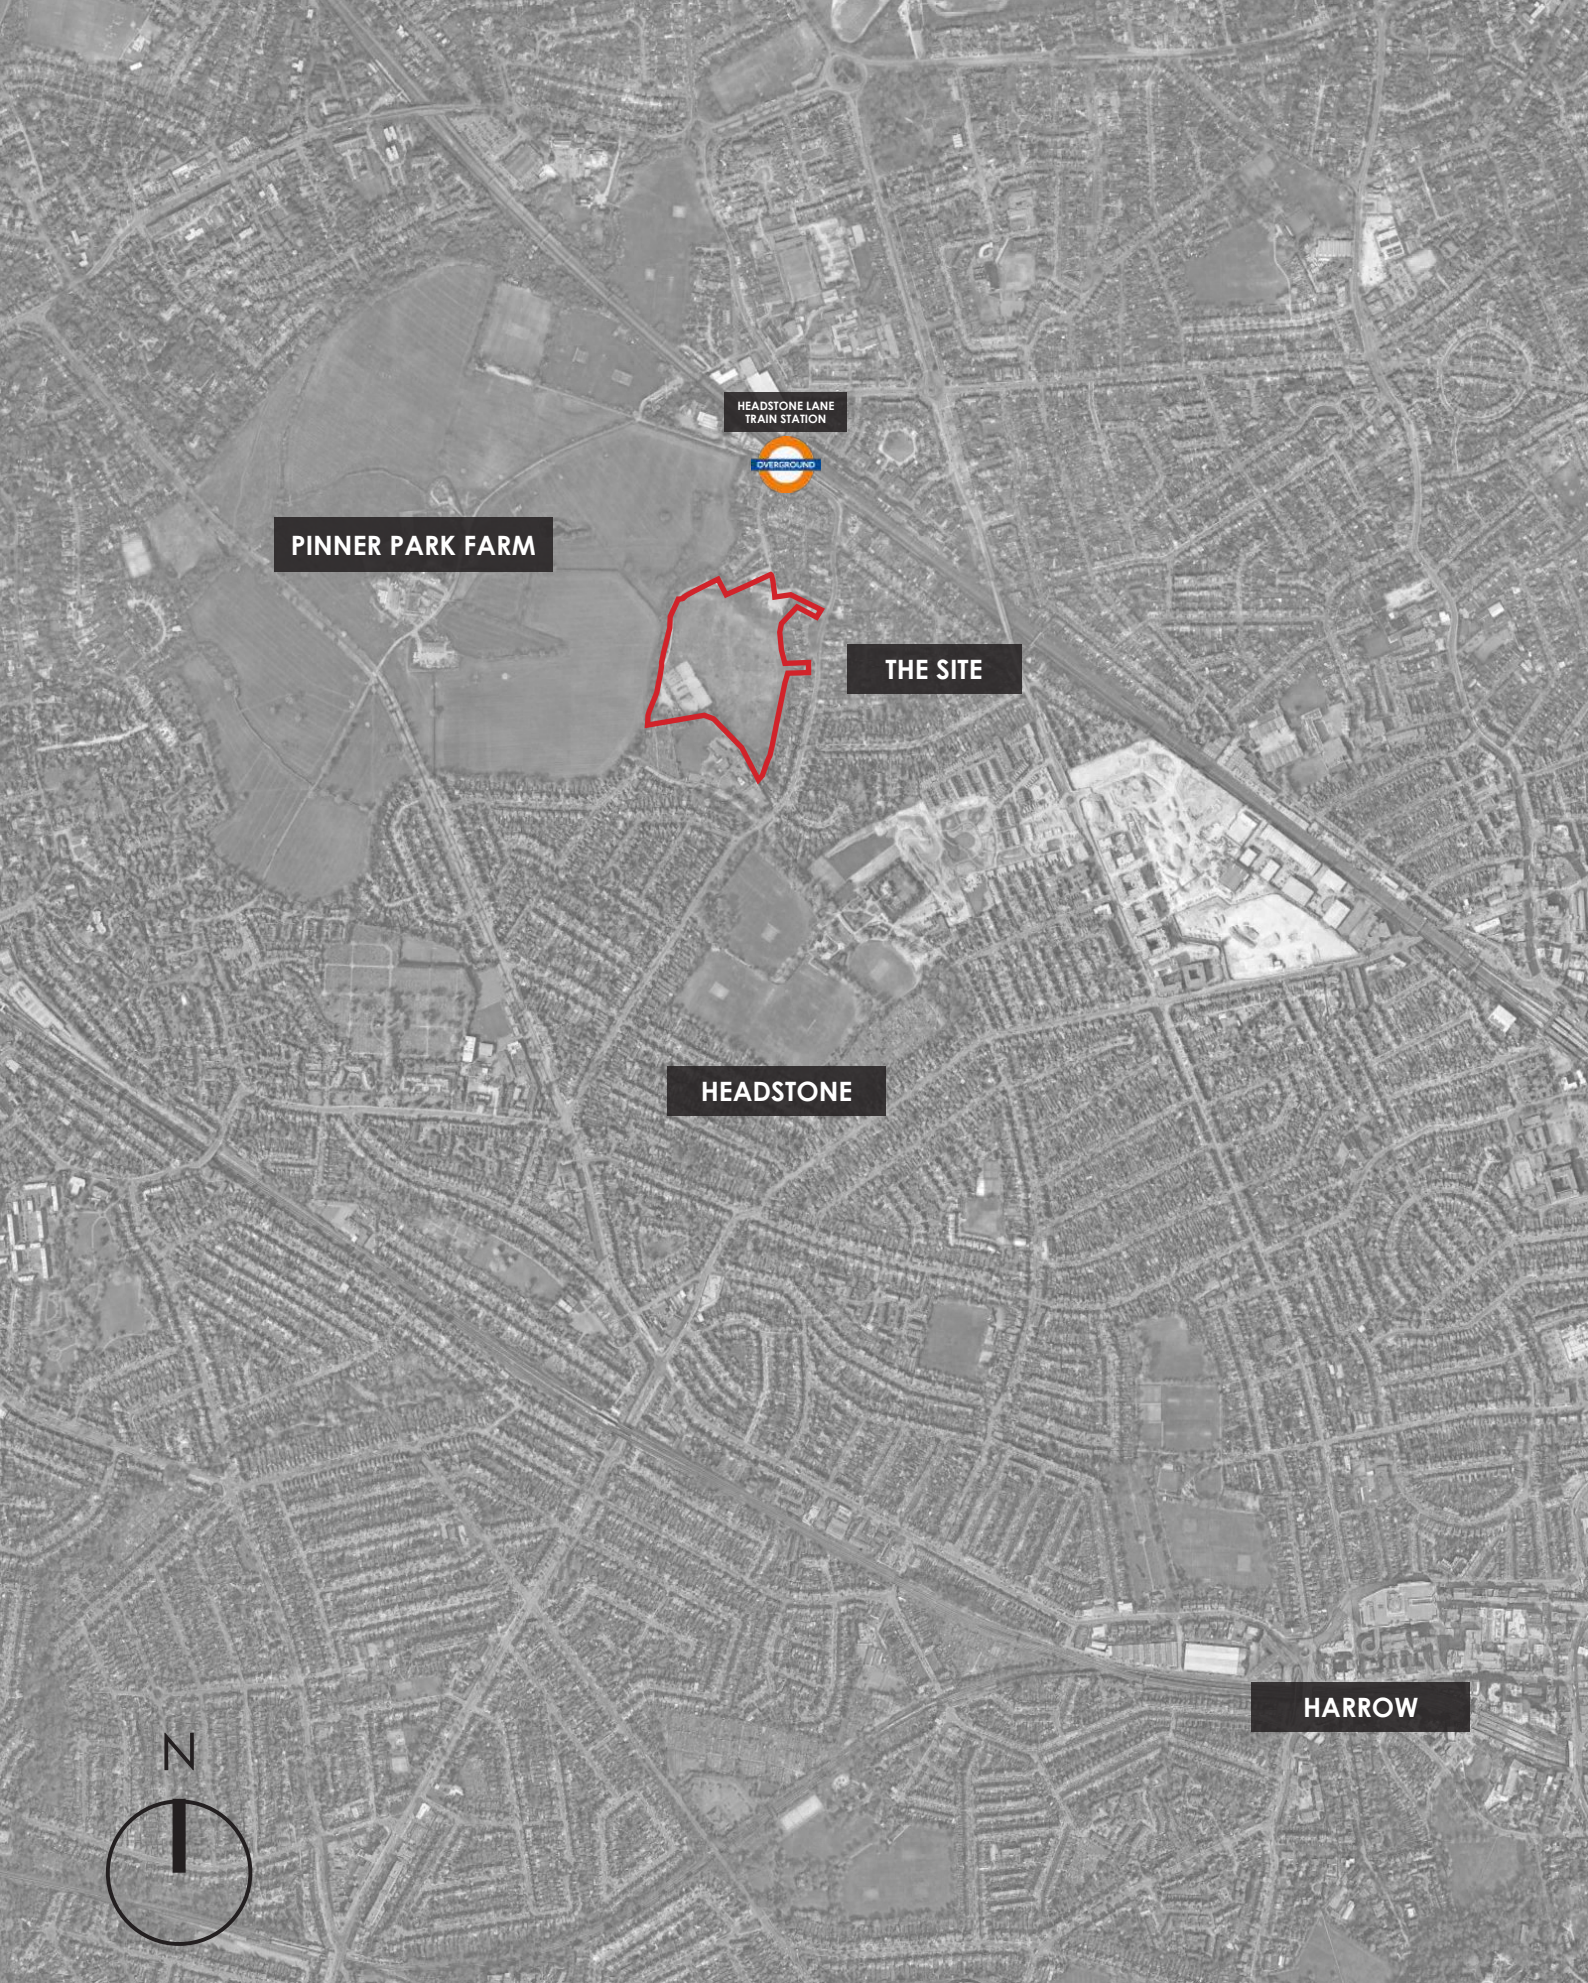 HEADSTONE LANE
TRAIN STATION
OVERGROUND
PINNER PARK FARM
THE SITE
HEADSTONE
HARROW
N